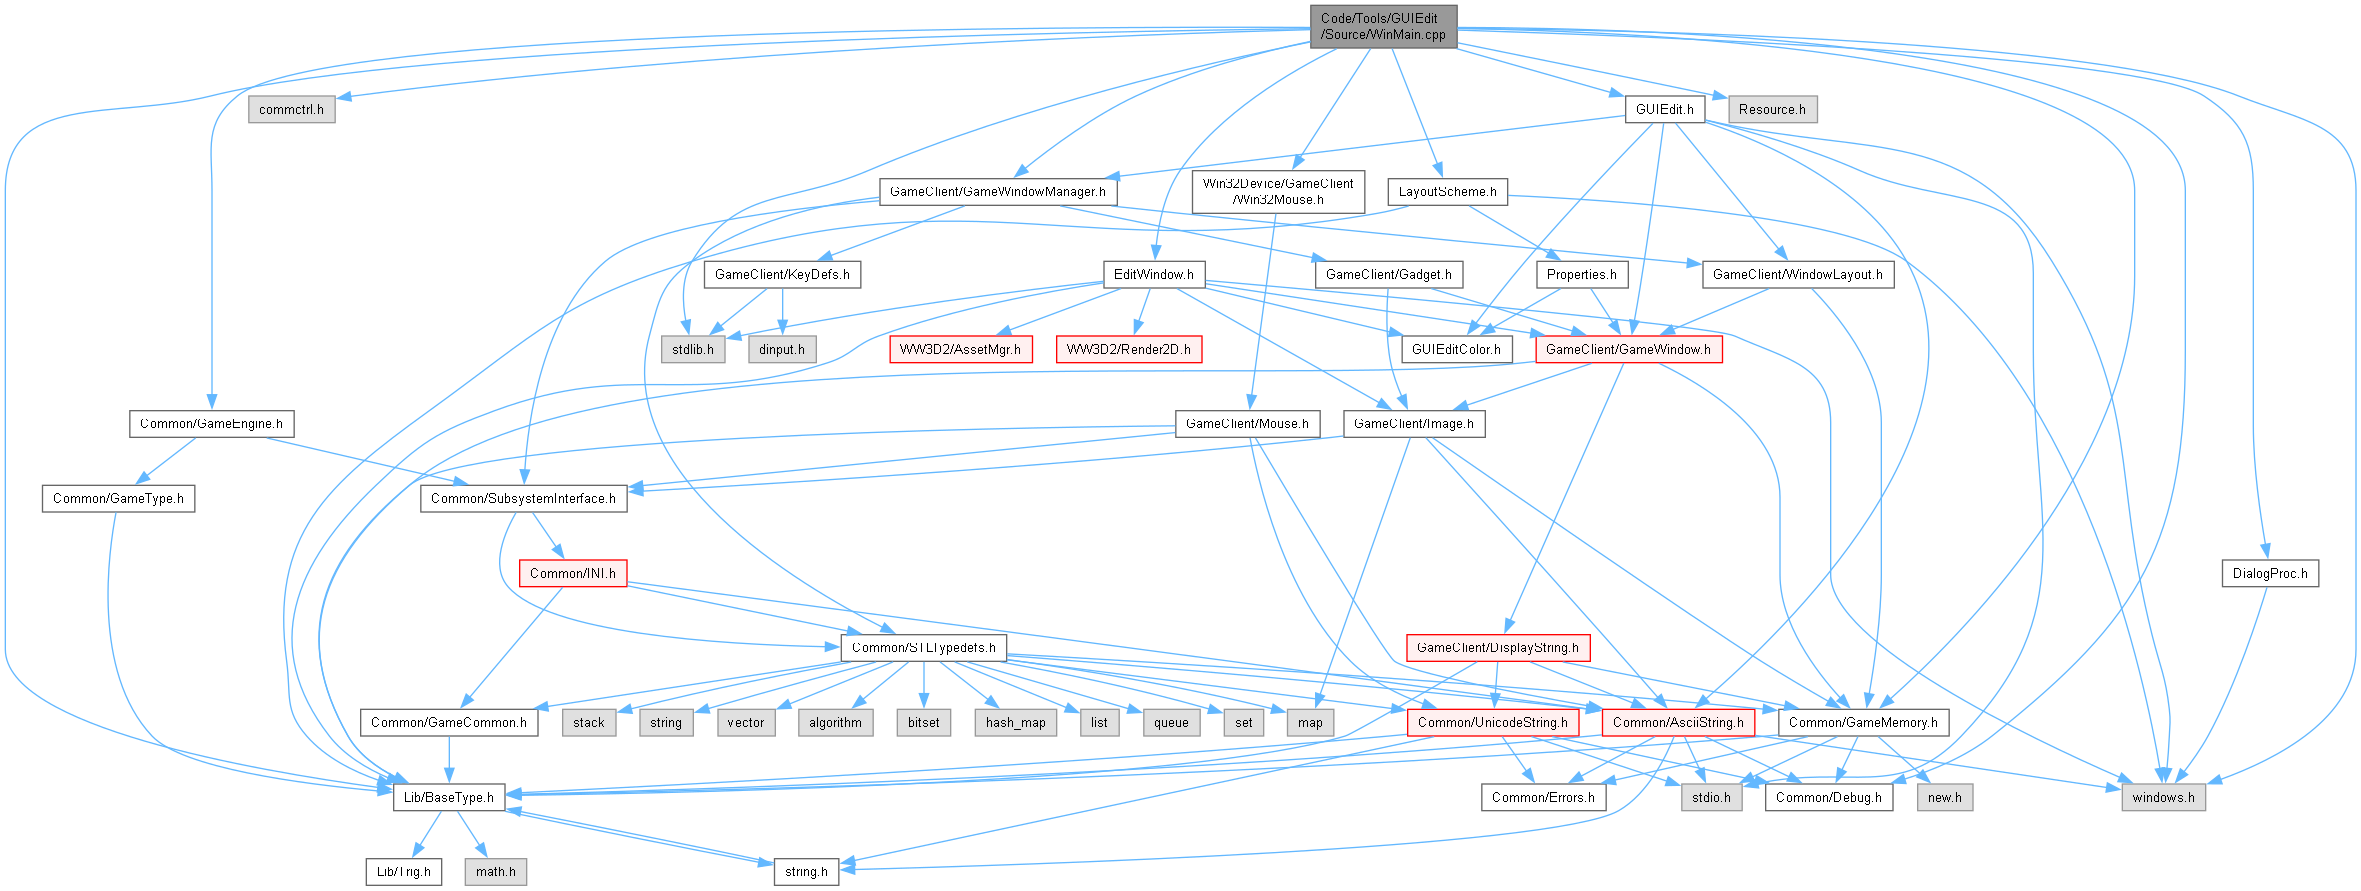 Code/Tools/GUIEdit
/Source/WinMain.cpp
commctrl.h
GUIEdit.h
Resource.h
GameClient/GameWindowManager.h
Win32Device/GameClient
/Win32Mouse.h
LayoutScheme.h
GameClient/KeyDefs.h
EditWindow.h
GameClient/Gadget.h
Properties.h
GameClient/WindowLayout.h
stdlib.h
dinput.h
WW3D2/AssetMgr.h
WW3D2/Render2D.h
GUIEditColor.h
GameClient/GameWindow.h
Common/GameEngine.h
GameClient/Mouse.h
GameClient/Image.h
Common/GameType.h
Common/SubsystemInterface.h
Common/INI.h
DialogProc.h
Common/STLTypedefs.h
GameClient/DisplayString.h
Common/GameCommon.h
stack
string
vector
algorithm
bitset
hash_map
list
queue
set
map
Common/UnicodeString.h
Common/AsciiString.h
Common/GameMemory.h
Lib/BaseType.h
Common/Errors.h
stdio.h
Common/Debug.h
new.h
windows.h
Lib/Trig.h
math.h
string.h